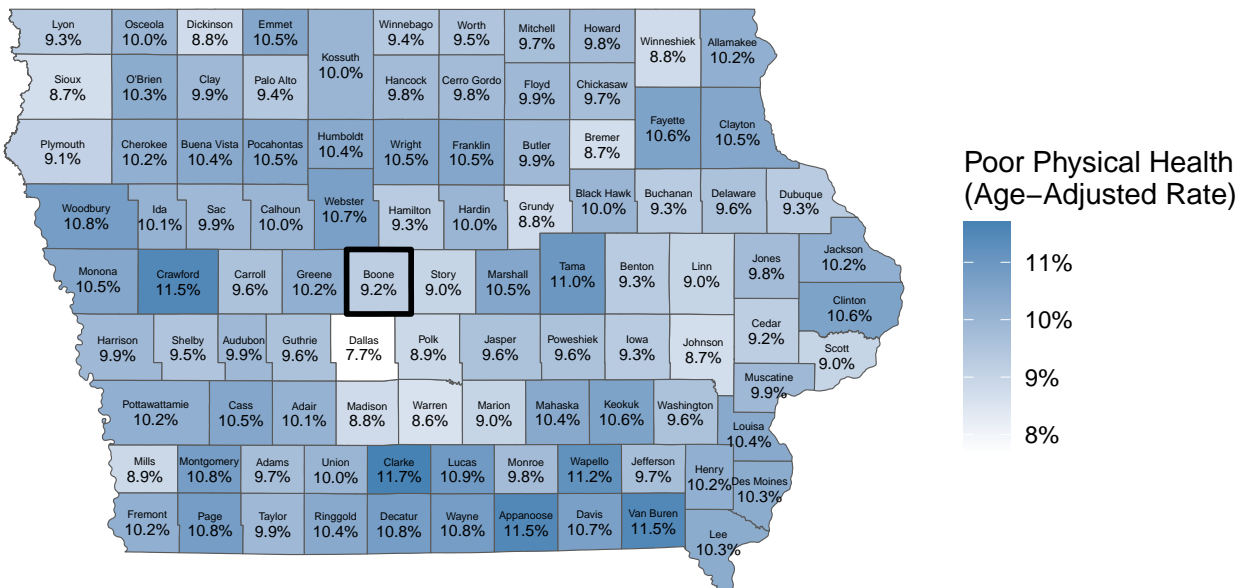 Lyon
9.3%
Osceola
10.0%
Dickinson
8.8%
Emmet
10.5%
Kossuth
10.0%
Winnebago
9.4%
Worth
9.5%
Mitchell
9.7%
Howard
9.8%
Winneshiek
8.8%
Allamakee
10.2%
Sioux
8.7%
O'Brien
10.3%
Clay
9.9%
Palo Alto
9.4%
Hancock
9.8%
Cerro Gordo
9.8%
Floyd
9.9%
Chickasaw
9.7%
Fayette
10.6%
Clayton
10.5%
Plymouth
9.1%
Cherokee
10.2%
Buena Vista
10.4%
Pocahontas
10.5%
Humboldt
10.4%
Wright
10.5%
Franklin
10.5%
Butler
9.9%
Bremer
8.7%
Woodbury
10.8%
Ida
10.1%
Sac
9.9%
Calhoun
10.0%
Webster
10.7%
Hamilton
9.3%
Hardin
10.0%
Grundy
8.8%
Black Hawk
10.0%
Buchanan
9.3%
Delaware
9.6%
Dubuque
9.3%
Monona
10.5%
Crawford
11.5%
Carroll
9.6%
Greene
10.2%
Boone
9.2%
Story
9.0%
Marshall
10.5%
Tama
11.0%
Benton
9.3%
Linn
9.0%
Jones
9.8%
Jackson
10.2%
Clinton
10.6%
Harrison
9.9%
Shelby
9.5%
Audubon
9.9%
Guthrie
9.6%
Dallas
7.7%
Polk
8.9%
Jasper
9.6%
Poweshiek
9.6%
Iowa
9.3%
Johnson
8.7%
Cedar
9.2%
Scott
9.0%
Muscatine
9.9%
Pottawattamie
10.2%
Cass
10.5%
Adair
10.1%
Madison
8.8%
Warren
8.6%
Marion
9.0%
Mahaska
10.4%
Keokuk
10.6%
Washington
9.6%
Louisa
10.4%
Mills
8.9%
Montgomery
10.8%
Adams
9.7%
Union
10.0%
Clarke
11.7%
Lucas
10.9%
Monroe
9.8%
Wapello
11.2%
Jefferson
9.7%
Henry
10.2%
Des Moines
10.3%
Fremont
10.2%
Page
10.8%
Taylor
9.9%
Ringgold
10.4%
Decatur
10.8%
Wayne
10.8%
Appanoose
11.5%
Davis
10.7%
Van Buren
11.5%
Lee
10.3%
Poor Physical Health
(Age−Adjusted Rate)
11%
10%
9%
8%